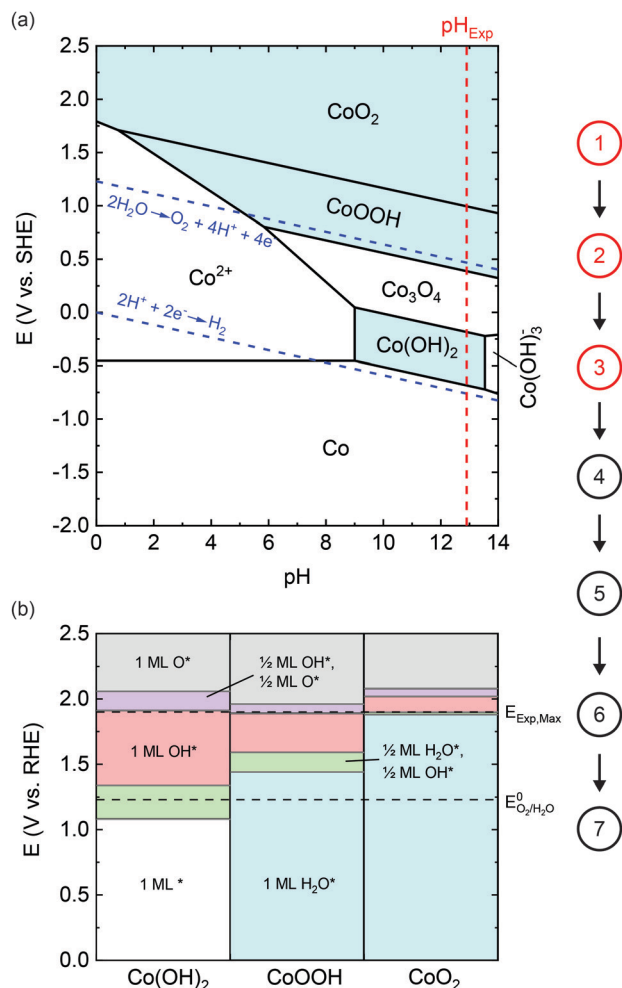 (a)
pH_Exp
2.5
2.0
1.5
1.0
0.5
0.0
-0.5
-1.0
-1.5
-2.0
E (V vs. SHE)
CoO₂
CoOOH
2H₂O→O₂ + 4H⁺ + 4e
Co²⁺
Co₃O₄
2H⁺ + 2e⁻→H₂
Co(OH)₂
Co(OH)₃⁻
Co
0 2 4 6 8 10 12 14
pH
(b)
2.5
2.0
1.5
1.0
0.5
0.0
E (V vs. RHE)
1 ML O*
½ ML OH*,
½ ML O*
E_Exp,Max
1 ML OH*
½ ML H₂O*,
½ ML OH*
E⁰_O₂/H₂O
1 ML *
1 ML H₂O*
Co(OH)₂ CoOOH CoO₂
1
2
3
4
5
6
7